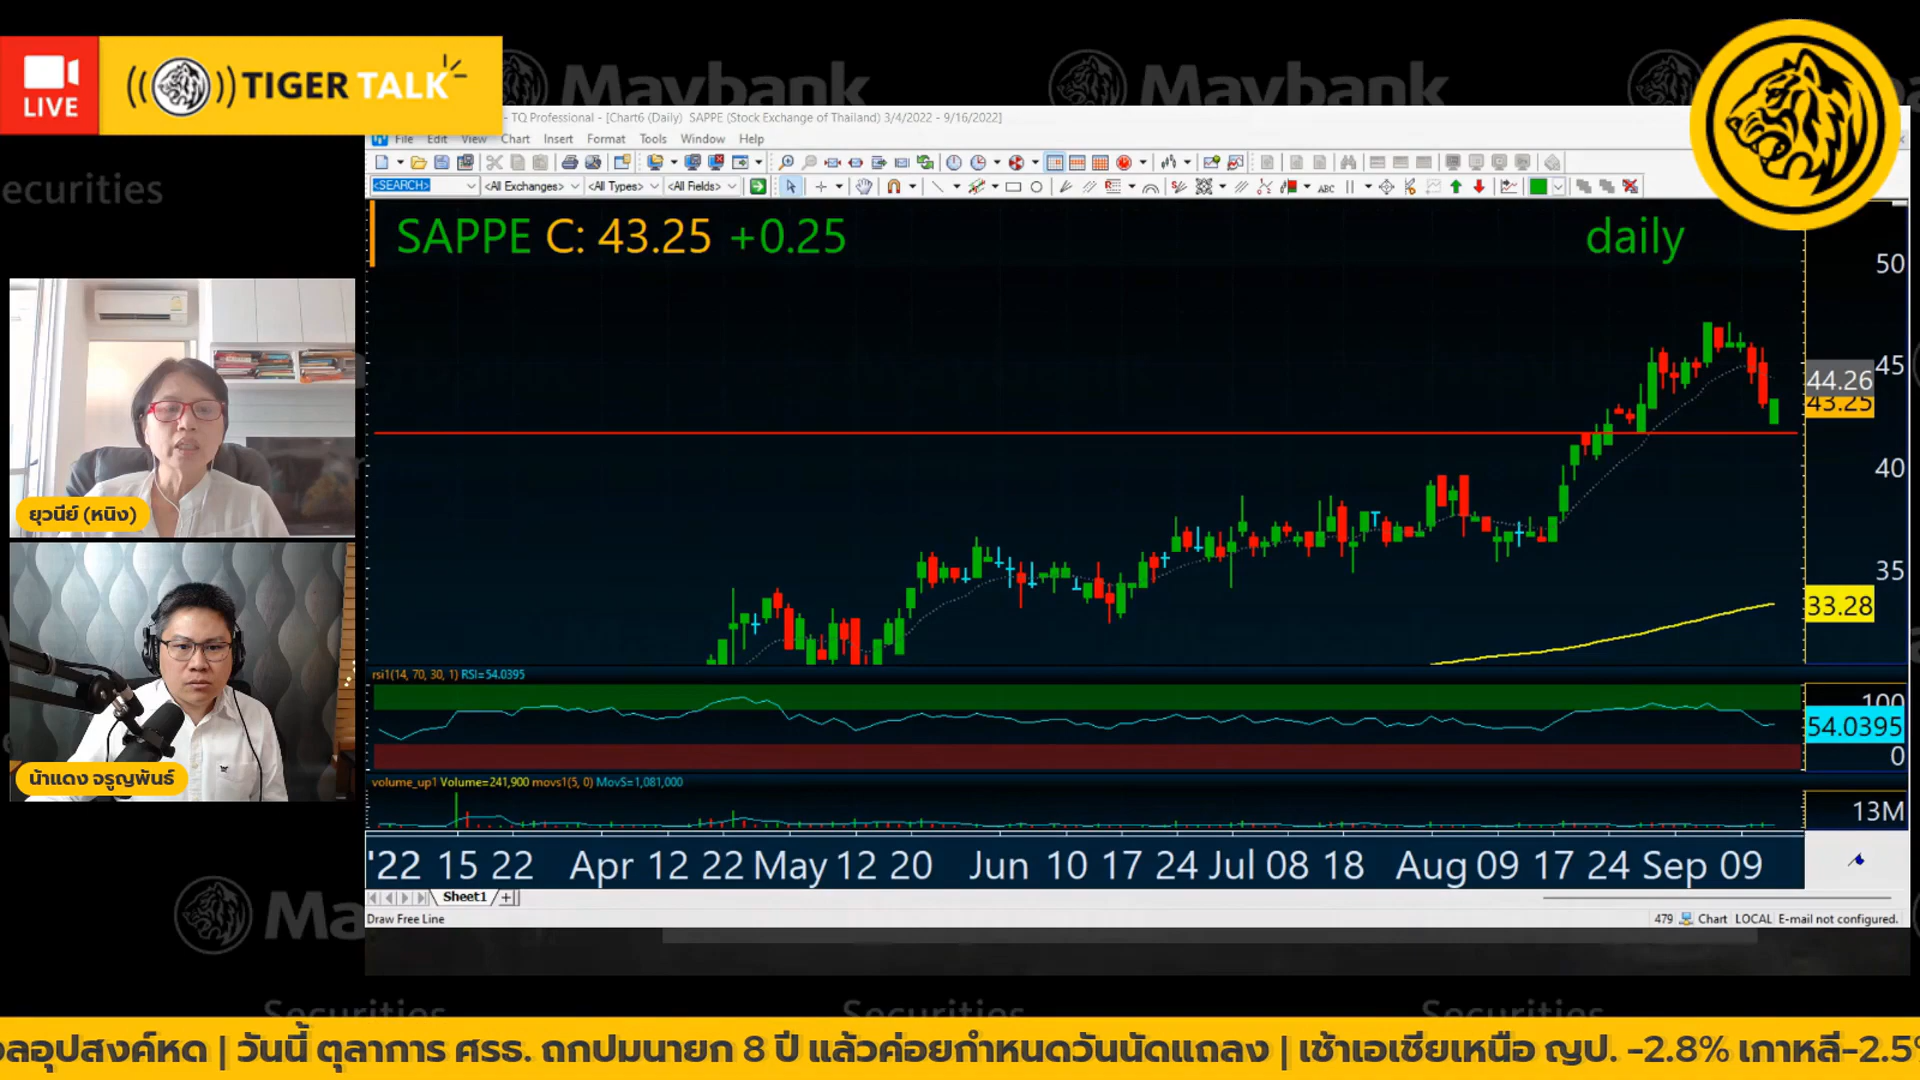 LIVE
TIGER TALK
Maybank
Maybank
Securities
- TQ Professional - [Chart6 (Daily) SAPPE (Stock Exchange of Thailand) 3/4/2022 - 9/16/2022]
File Edit View Chart Insert Format Tools Window Help
<SEARCH> <All Exchanges> <All Types> <All Fields> ABC
SAPPE C: 43.25 +0.25
daily
50
45
44.26
43.25
40
35
33.28
rsi1(14, 70, 30, 1) RSI=54.0395
100
54.0395
0
volume_up1 Volume=241,900 movs1(5, 0) MovS=1,081,000
13M
'22 15 22 Apr 12 22 May 12 20 Jun 10 17 24 Jul 08 18 Aug 09 17 24 Sep 09
Sheet1
Draw Free Line
479 Chart LOCAL E-mail not configured.
ยุวนีย์ (หนิง)
น้าแดง จรูญพันธ์
Securities
Securities
Securities
ลอุปสงค์หด | วันนี้ ตุลาการ ศรธ. ถกปมนายก 8 ปี แล้วค่อยกำหนดวันนัดแถลง | เช้าเอเชียเหนือ ญป. -2.8% เกาหลี-2.5%